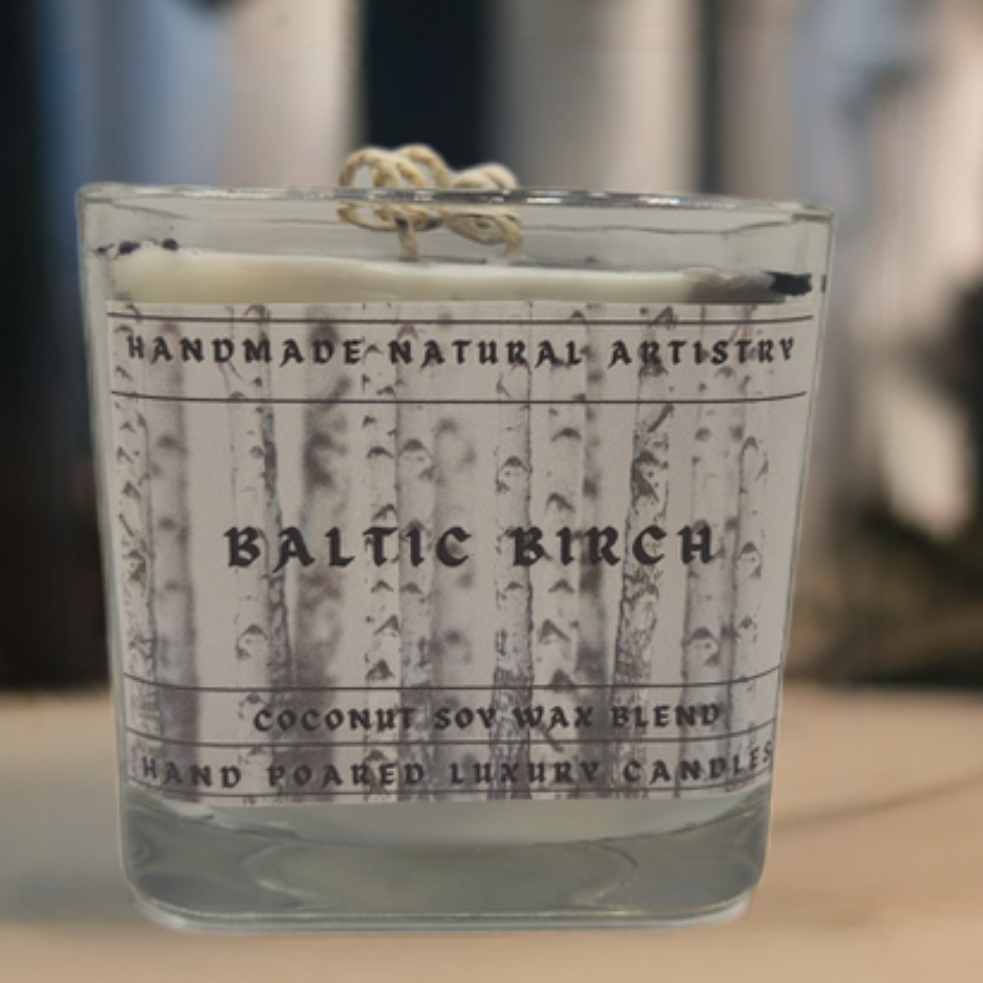 HANDMADE NATURAL ARTISTRY
BALTIC BIRCH
COCONUT SOY WAX BLEND
HAND POARED LUXURY CANDLES